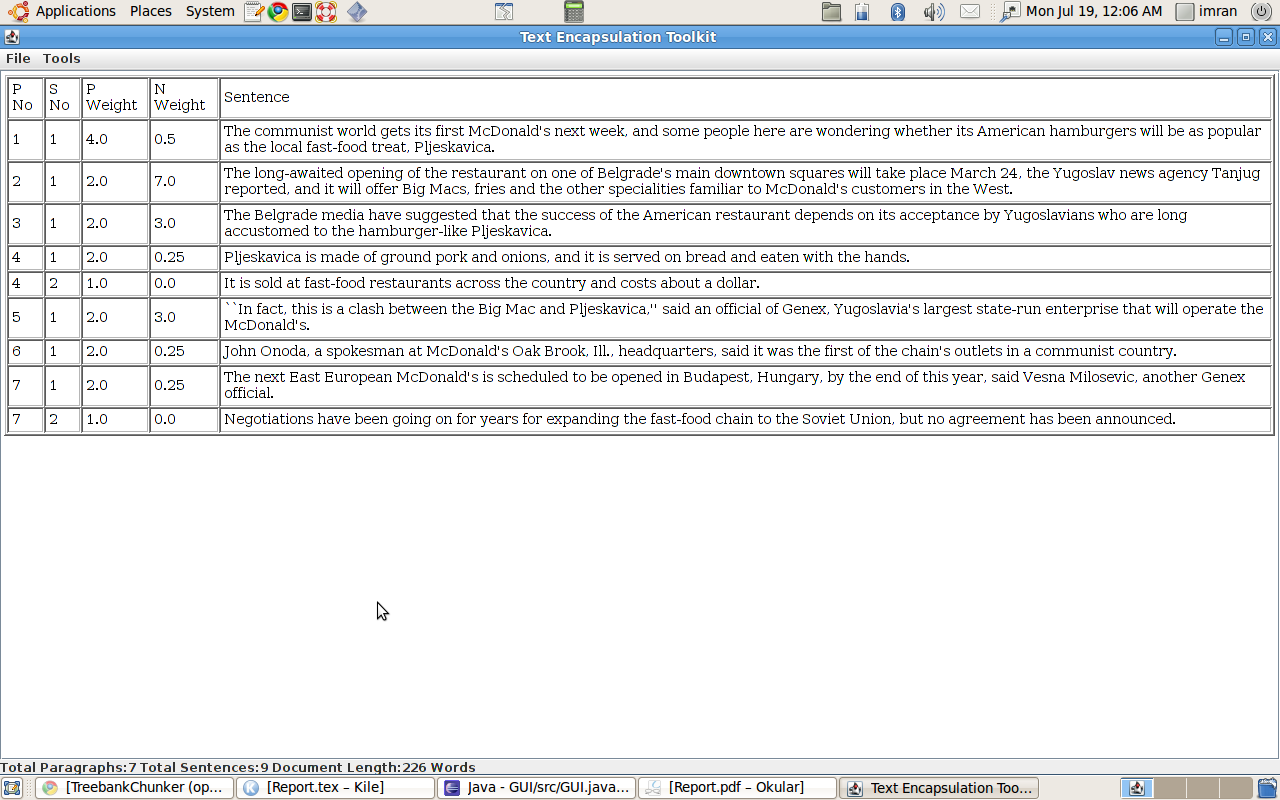 Applications Places System Mon Jul 19, 12:06 AM imran
Text Encapsulation Toolkit
File Tools
P No S No P Weight N Weight Sentence
1 1 4.0 0.5 The communist world gets its first McDonald's next week, and some people here are wondering whether its American hamburgers will be as popular
as the local fast-food treat, Pljeskavica.
2 1 2.0 7.0 The long-awaited opening of the restaurant on one of Belgrade's main downtown squares will take place March 24, the Yugoslav news agency Tanjug
reported, and it will offer Big Macs, fries and the other specialities familiar to McDonald's customers in the West.
3 1 2.0 3.0 The Belgrade media have suggested that the success of the American restaurant depends on its acceptance by Yugoslavians who are long
accustomed to the hamburger-like Pljeskavica.
4 1 2.0 0.25 Pljeskavica is made of ground pork and onions, and it is served on bread and eaten with the hands.
4 2 1.0 0.0 It is sold at fast-food restaurants across the country and costs about a dollar.
5 1 2.0 3.0 ``In fact, this is a clash between the Big Mac and Pljeskavica,'' said an official of Genex, Yugoslavia's largest state-run enterprise that will operate the
McDonald's.
6 1 2.0 0.25 John Onoda, a spokesman at McDonald's Oak Brook, Ill., headquarters, said it was the first of the chain's outlets in a communist country.
7 1 2.0 0.25 The next East European McDonald's is scheduled to be opened in Budapest, Hungary, by the end of this year, said Vesna Milosevic, another Genex
official.
7 2 1.0 0.0 Negotiations have been going on for years for expanding the fast-food chain to the Soviet Union, but no agreement has been announced.
Total Paragraphs:7 Total Sentences:9 Document Length:226 Words
[TreebankChunker (op... [Report.tex – Kile] Java - GUI/src/GUI.java... [Report.pdf – Okular] Text Encapsulation Too...